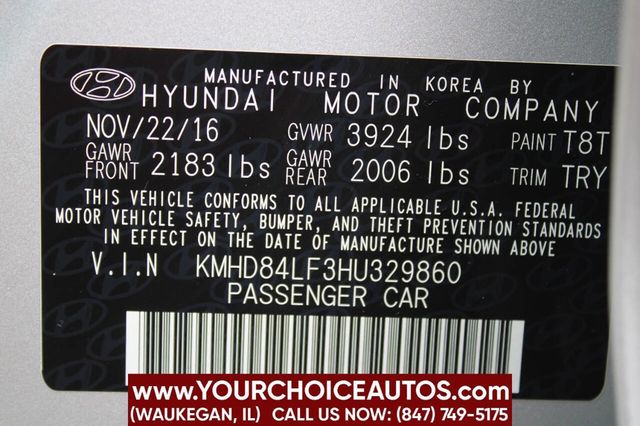 MANUFACTURED IN KOREA BY
HYUNDAI MOTOR COMPANY
NOV/22/16 GVWR 3924 lbs PAINT T8T
GAWR FRONT 2183 lbs GAWR REAR 2006 lbs TRIM TRY
THIS VEHICLE CONFORMS TO ALL APPLICABLE U.S.A. FEDERAL
MOTOR VEHICLE SAFETY, BUMPER, AND THEFT PREVENTION STANDARDS
IN EFFECT ON THE DATE OF MANUFACTURE SHOWN ABOVE
V.I.N KMHD84LF3HU329860
PASSENGER CAR
WWW.YOURCHOICEAUTOS.COM
(WAUKEGAN, IL) CALL US NOW: (847) 749-5175